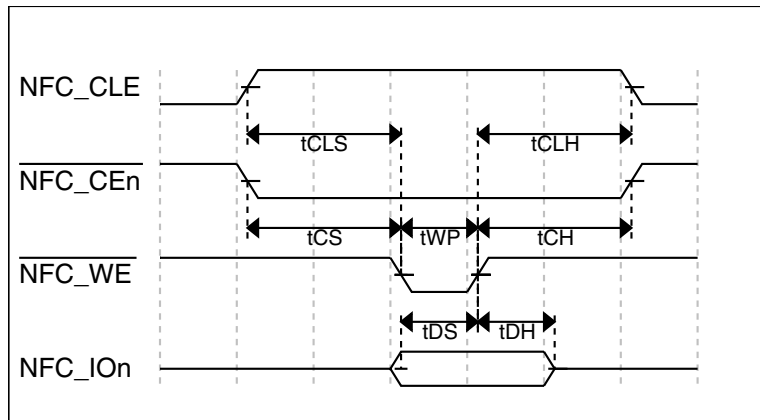 NFC_CLE
tCLS
tCLH
NFC_CEn
tCS
tWP
tCH
NFC_WE
tDS
tDH
NFC_IOn